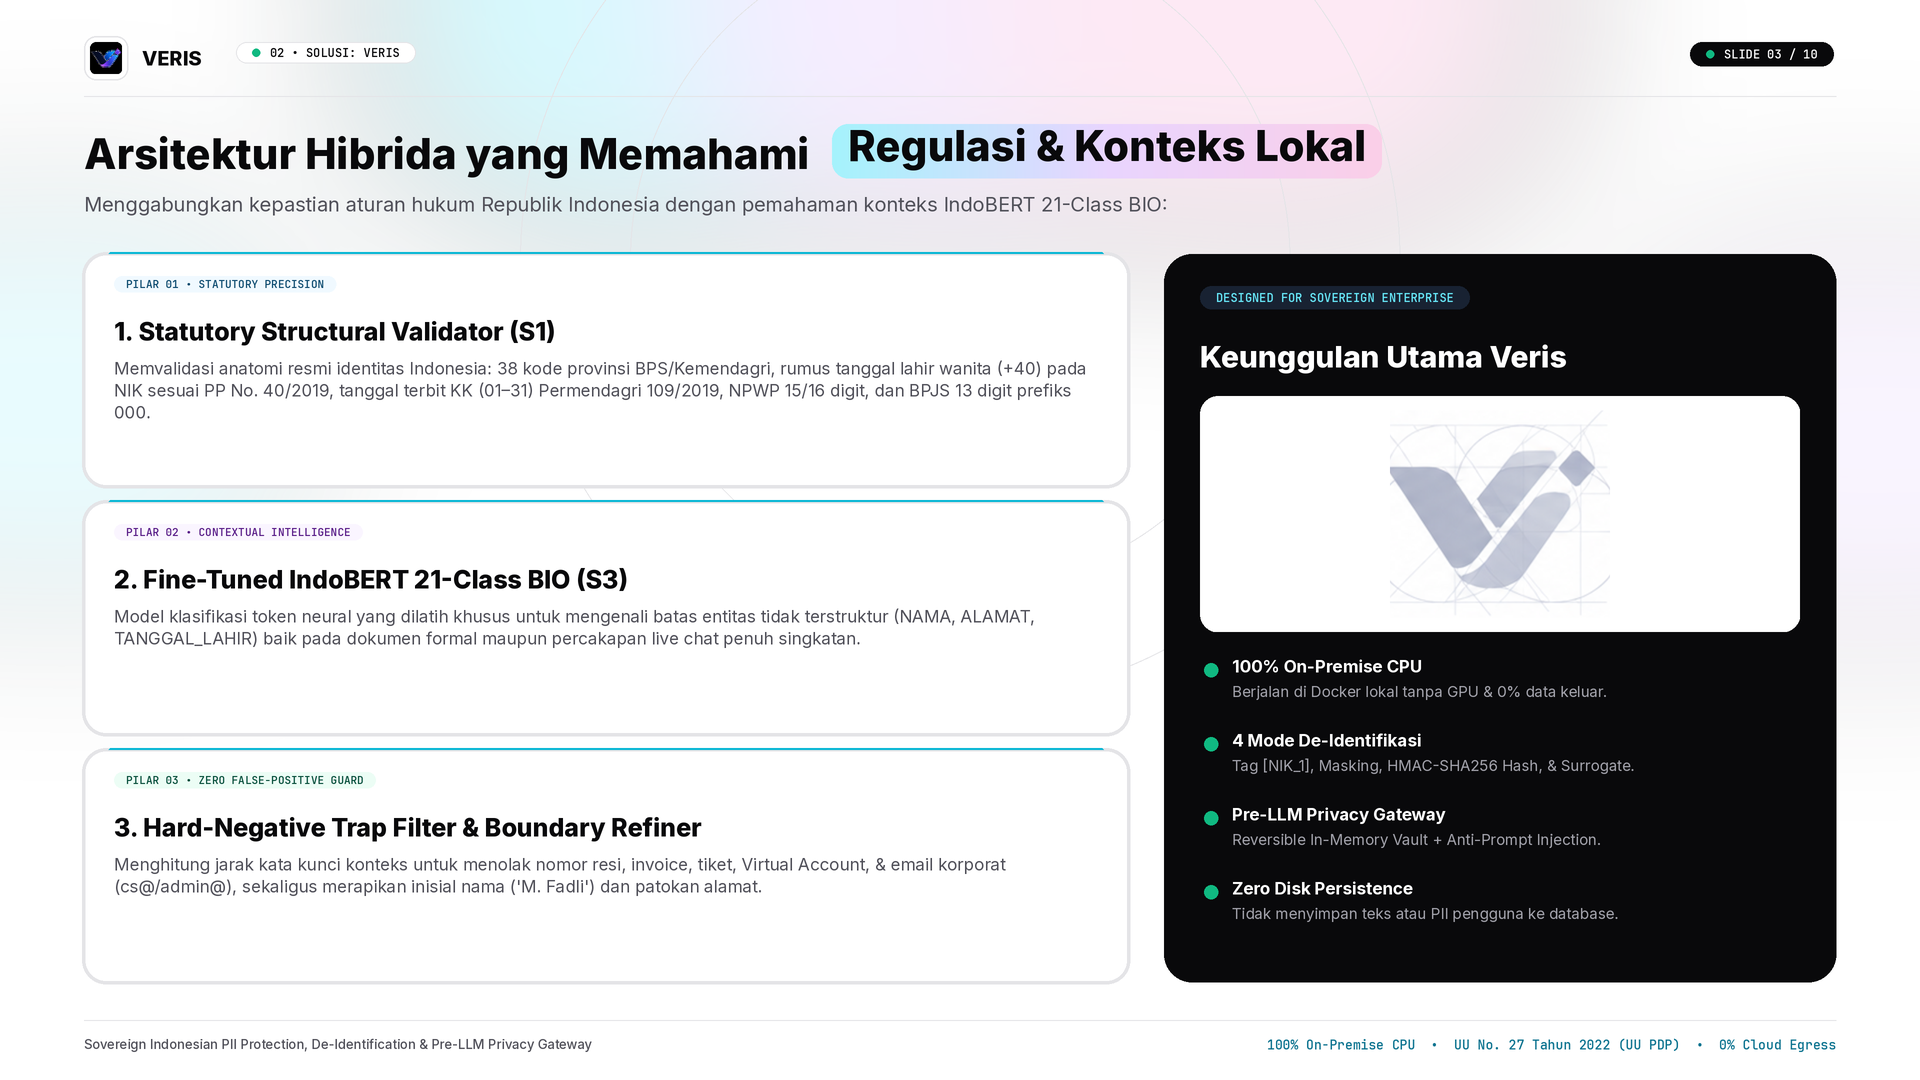 VERIS
02 • SOLUSI: VERIS
SLIDE 03 / 10
Arsitektur Hibrida yang Memahami Regulasi & Konteks Lokal
Menggabungkan kepastian aturan hukum Republik Indonesia dengan pemahaman konteks IndoBERT 21-Class BIO:
PILAR 01 • STATUTORY PRECISION
1. Statutory Structural Validator (S1)
Memvalidasi anatomi resmi identitas Indonesia: 38 kode provinsi BPS/Kemendagri, rumus tanggal lahir wanita (+40) pada
NIK sesuai PP No. 40/2019, tanggal terbit KK (01–31) Permendagri 109/2019, NPWP 15/16 digit, dan BPJS 13 digit prefiks
000.
PILAR 02 • CONTEXTUAL INTELLIGENCE
2. Fine-Tuned IndoBERT 21-Class BIO (S3)
Model klasifikasi token neural yang dilatih khusus untuk mengenali batas entitas tidak terstruktur (NAMA, ALAMAT,
TANGGAL_LAHIR) baik pada dokumen formal maupun percakapan live chat penuh singkatan.
PILAR 03 • ZERO FALSE-POSITIVE GUARD
3. Hard-Negative Trap Filter & Boundary Refiner
Menghitung jarak kata kunci konteks untuk menolak nomor resi, invoice, tiket, Virtual Account, & email korporat
(cs@/admin@), sekaligus merapikan inisial nama ('M. Fadli') dan patokan alamat.
DESIGNED FOR SOVEREIGN ENTERPRISE
Keunggulan Utama Veris
100% On-Premise CPU
Berjalan di Docker lokal tanpa GPU & 0% data keluar.
4 Mode De-Identifikasi
Tag [NIK_1], Masking, HMAC-SHA256 Hash, & Surrogate.
Pre-LLM Privacy Gateway
Reversible In-Memory Vault + Anti-Prompt Injection.
Zero Disk Persistence
Tidak menyimpan teks atau PII pengguna ke database.
Sovereign Indonesian PII Protection, De-Identification & Pre-LLM Privacy Gateway
100% On-Premise CPU • UU No. 27 Tahun 2022 (UU PDP) • 0% Cloud Egress